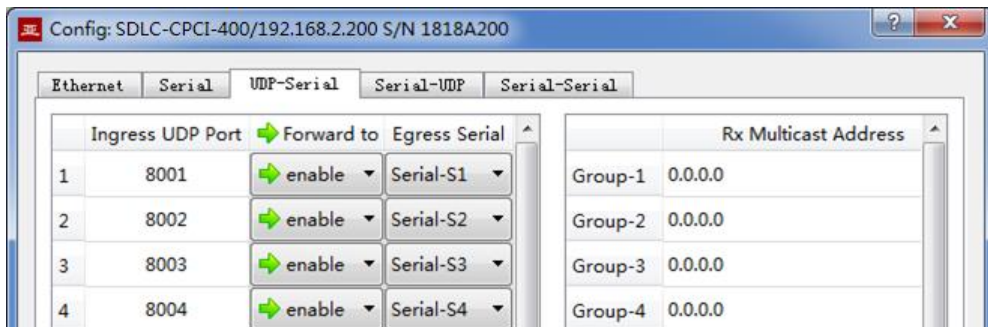 亚 Config: SDLC-CPCI-400/192.168.2.200 S/N 1818A200 ? X
Ethernet Serial UDP-Serial Serial-UDP Serial-Serial
Ingress UDP Port Forward to Egress Serial Rx Multicast Address
1 8001 enable Serial-S1 Group-1 0.0.0.0
2 8002 enable Serial-S2 Group-2 0.0.0.0
3 8003 enable Serial-S3 Group-3 0.0.0.0
4 8004 enable Serial-S4 Group-4 0.0.0.0